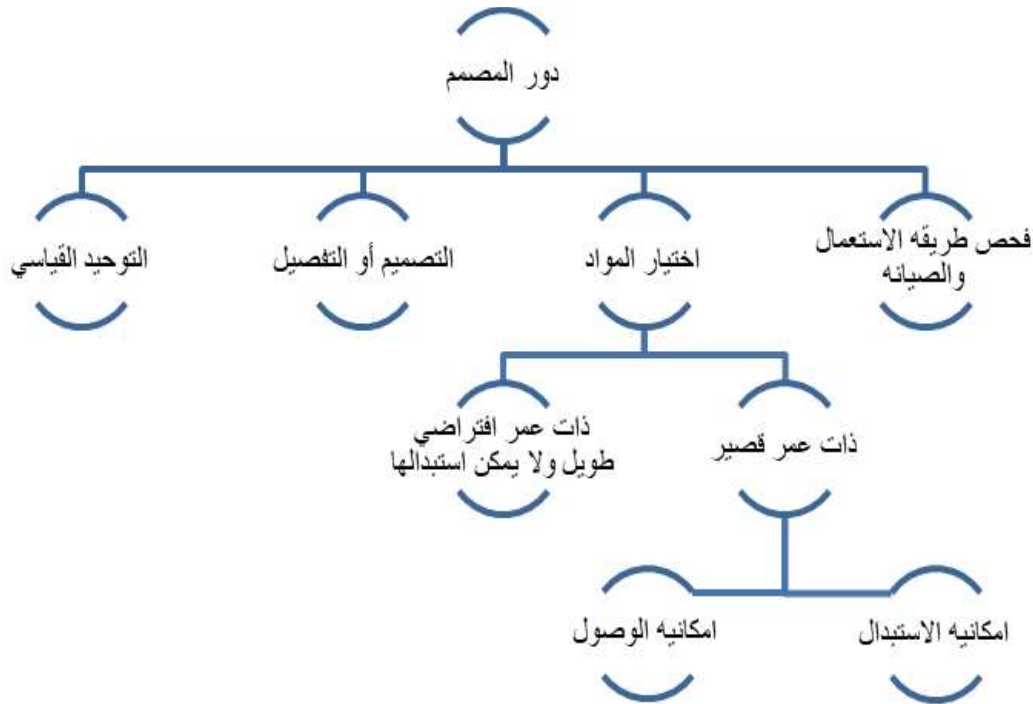 دور المصمم
فحص طريقه الاستعمال
والصيانه
اختيار المواد
التصميم أو التفصيل
التوحيد القياسي
ذات عمر قصير
ذات عمر افتراضي
طويل ولا يمكن استبدالها
امكانيه الاستبدال
امكانيه الوصول